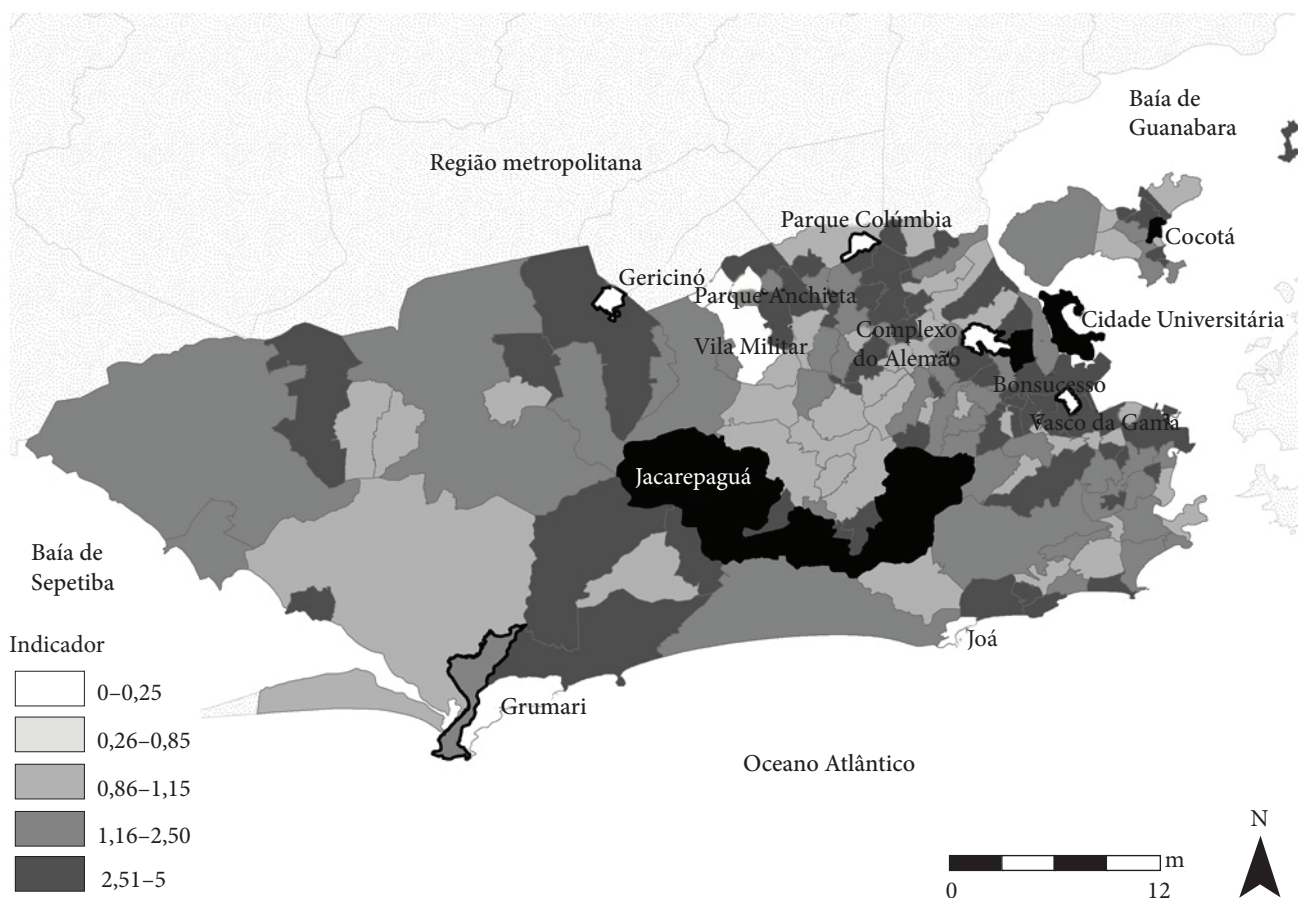 Baía de
Guanabara
Região metropolitana
Parque Colúmbia
Cocotá
Gericinó
Parque Anchieta
Cidade Universitária
Complexo
do Alemão
Vila Militar
Bonsucesso
Vasco da Gama
Jacarepaguá
Baía de
Sepetiba
Joá
Indicador
0–0,25
Grumari
0,26–0,85
Oceano Atlântico
0,86–1,15
1,16–2,50
2,51–5
N
m
0
12